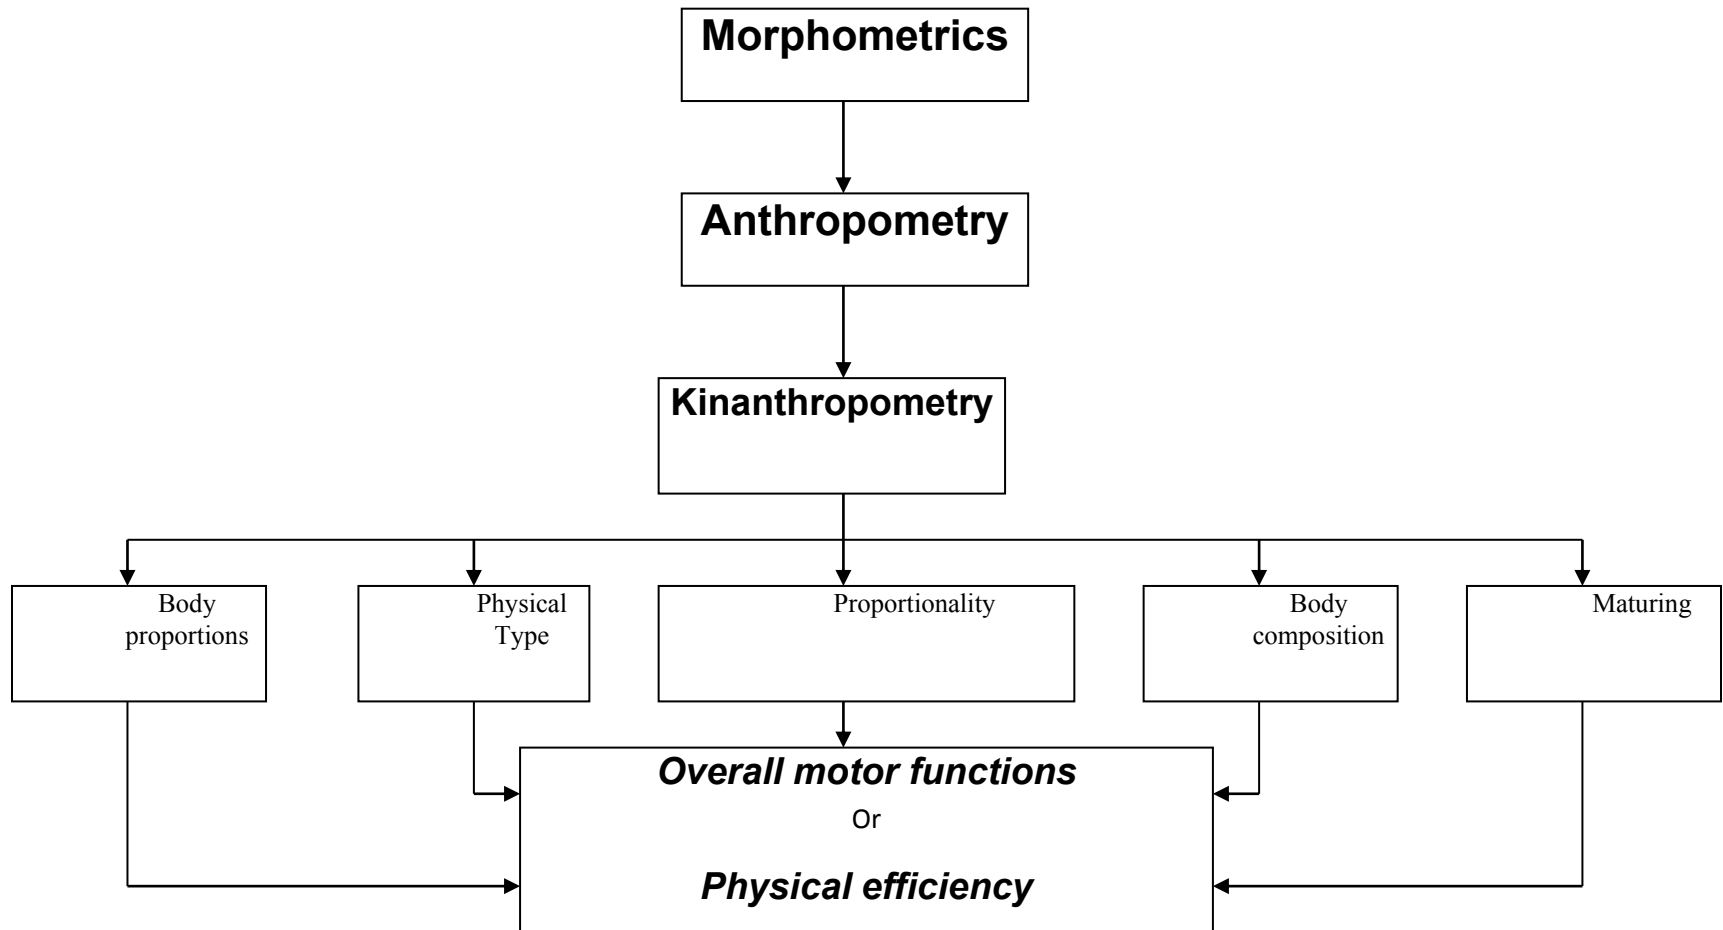 Morphometrics
Anthropometry
Kinanthropometry
Body
proportions
Physical
Type
Proportionality
Body
composition
Maturing
Overall motor functions
Or
Physical efficiency